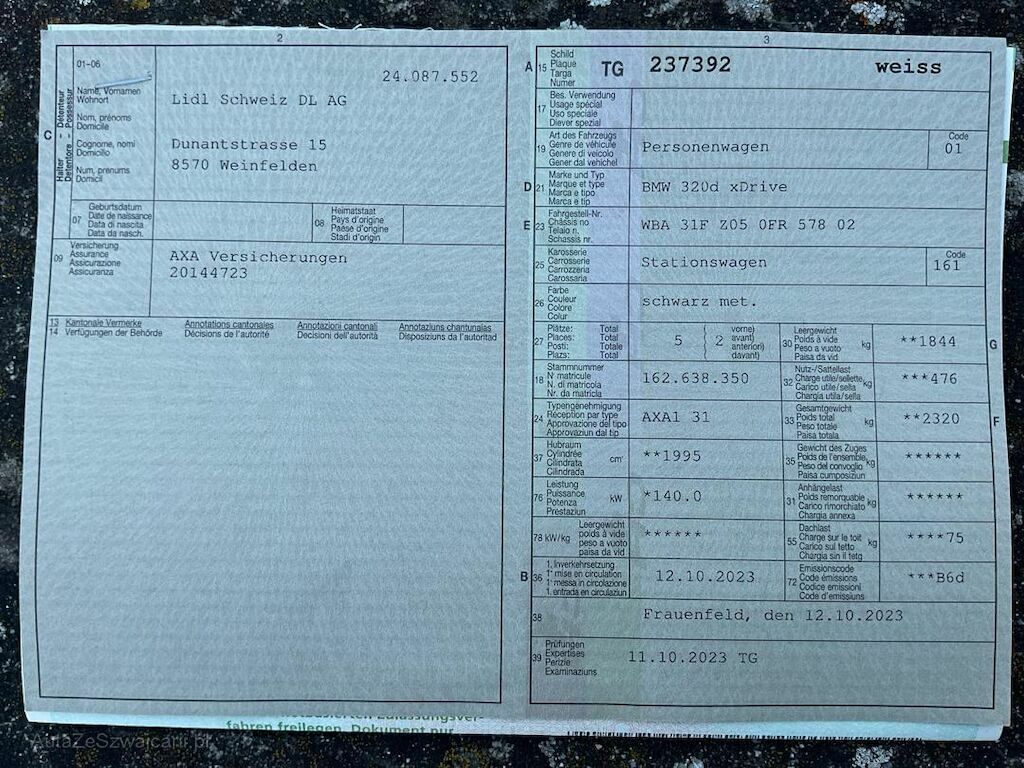 2
01-06
24.087.552
C
Halter - Détenteur
Detentore - Possessur
Name, Vornamen
Wohnort
Nom, prénoms
Domicile
Cognome, nomi
Domicilio
Num, prenums
Domicil
Lidl Schweiz DL AG
Dunantstrasse 15
8570 Weinfelden
07
Geburtsdatum
Date de naissance
Data di nascita
Data da nasch.
08
Heimatstaat
Pays d'origine
Paese d'origine
Stadi d'origin
09
Versicherung
Assurance
Assicurazione
Assicuranza
AXA Versicherungen
20144723
13 Kantonale Vermerke Annotations cantonales Annotazioni cantonali Annotaziuns chantunalas
14 Verfügungen der Behörde Décisions de l'autorité Decisioni dell'autorità Disposiziuns da l'autoritad
3
A
15
Schild
Plaque
Targa
Numer
TG 237392 weiss
17
Bes. Verwendung
Usage spécial
Uso speciale
Diever spezial
19
Art des Fahrzeugs
Genre de véhicule
Genere di veicolo
Gener dal vehichel
Personenwagen
Code
01
D
21
Marke und Typ
Marque et type
Marca e tipo
Marca e tip
BMW 320d xDrive
E
23
Fahrgestell-Nr.
Châssis no
Telaio n.
Schassis nr.
WBA 31F Z05 0FR 578 02
25
Karosserie
Carrosserie
Carrozzeria
Carossaria
Stationswagen
Code
161
26
Farbe
Couleur
Colore
Colur
schwarz met.
27
Plätze: Total
Places: Total
Posti: Totale
Plazs: Total
5
2
vorne)
avant)
anteriori)
davant)
30
Leergewicht
Poids à vide
Peso a vuoto
Paisa da vid
kg
**1844
G
18
Stammnummer
N° matricule
N. di matricola
Nr. da matricla
162.638.350
32
Nutz-/Sattellast
Charge utile/sellette
Carico utile/sella
Chargia utila/sella
kg
***476
24
Typengenehmigung
Réception par type
Approvazione del tipo
Approvaziun dal tip
AXA1 31
33
Gesamtgewicht
Poids total
Peso totale
Paisa totala
kg
**2320
F
37
Hubraum
Cylindrée
Cilindrata
Cilindrada
cm³
**1995
35
Gewicht des Zuges
Poids de l'ensemble
Peso del convoglio
Paisa cumposiziun
kg
******
76
Leistung
Puissance
Potenza
Prestaziun
kW
*140.0
31
Anhängelast
Poids remorquable
Carico rimorchiato
Chargia annexa
kg
******
78 kW/kg
Leergewicht
poids à vide
peso a vuoto
paisa da vid
******
55
Dachlast
Charge sur le toit
Carico sul tetto
Chargia sin il tetg
kg
****75
B
36
1. Inverkehrsetzung
1re mise en circulation
1a messa in circolazione
1. entrada en circulaziun
12.10.2023
72
Emissionscode
Code émissions
Codice emissioni
Code d'emissiuns
***B6d
38
Frauenfeld, den 12.10.2023
39
Prüfungen
Expertises
Perizie
Examinaziuns
11.10.2023 TG
fahren freilegen. Dokument nur
AutaZeSzwajcarii.pl